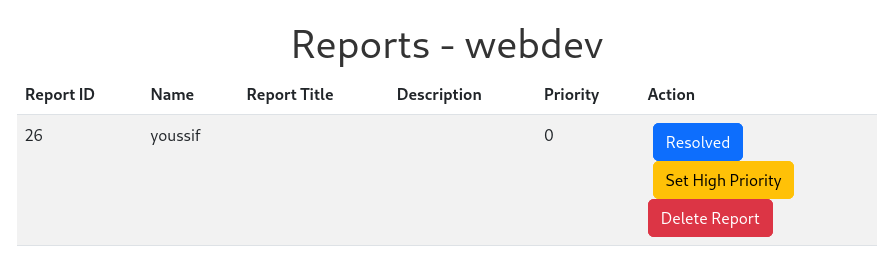 Reports - webdev
Report ID Name Report Title Description Priority Action
26 youssif 0 Resolved
Set High Priority
Delete Report